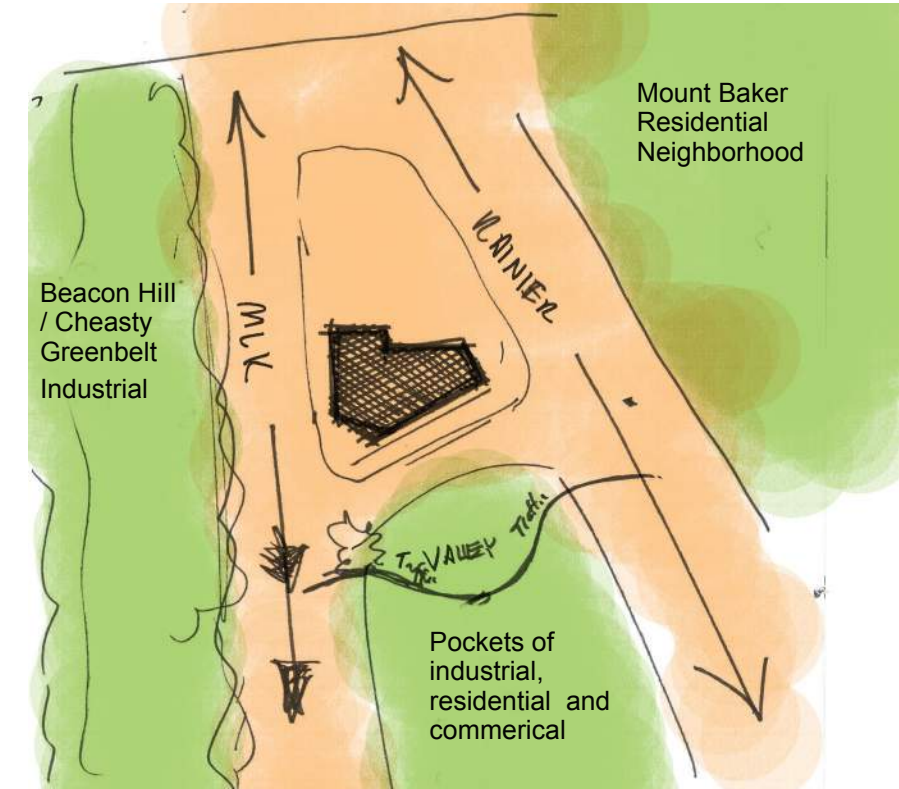 Mount Baker
Residential
Neighborhood
RAINIER
Beacon Hill
/ Cheasty
Greenbelt
Industrial
MLK
VALLEY
Pockets of
industrial,
residential and
commerical